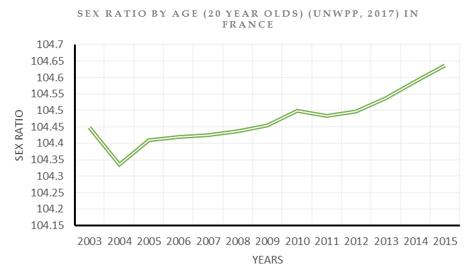 SEX RATIO BY AGE (20 YEAR OLDS) (UNWPP, 2017) IN
FRANCE
104.7
104.65
104.6
104.55
104.5
104.45
104.4
104.35
104.3
104.25
104.2
104.15
SEX RATIO
2003 2004 2005 2006 2007 2008 2009 2010 2011 2012 2013 2014 2015
YEARS